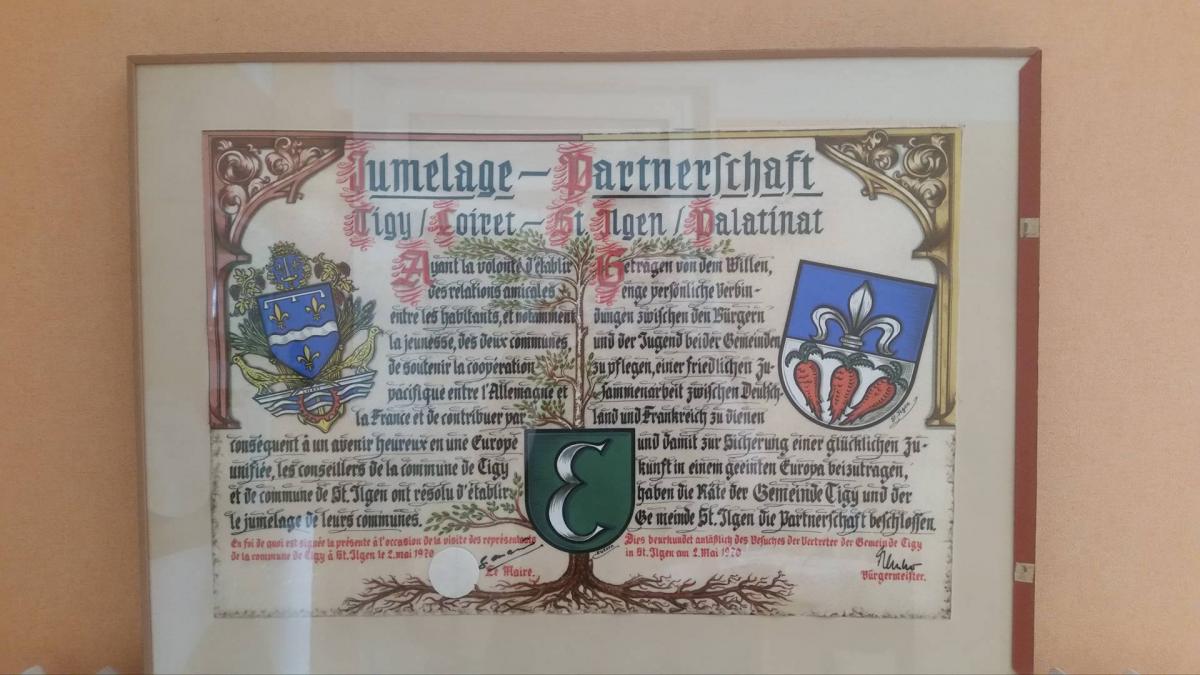 Jumelage — Partnerschaft
Tigy / Loiret — St. Ilgen / Palatinat
Ayant la volonté d'établir
des relations amicales
entre les habitants, et notamment
la jeunesse, des deux communes,
de soutenir la coopération
pacifique entre l'Allemagne et
la France et de contribuer par
conséquent à un avenir heureux en une Europe
unifiée, les conseillers de la commune de Tigy
et de commune de St. Ilgen ont résolu d'établir
le jumelage de leurs communes.
En foi de quoi est signée la présente à l'occasion de la visite des représentants
de la commune de Tigy à St. Ilgen le 2. mai 1970
Le Maire.
Getragen von dem Willen,
enge persönliche Verbin-
dungen zwischen den Bürgern
und der Jugend beider Gemeinden
zu pflegen, einer friedlichen Zu-
sammenarbeit zwischen Deutsch-
land und Frankreich zu dienen
und damit zur Sicherung einer glücklichen Zu-
kunft in einem geeinten Europa beizutragen,
haben die Räte der Gemeinde Tigy und der
Gemeinde St. Ilgen die Partnerschaft beschlossen.
Dies beurkundet anläßlich des Besuches der Vertreter der Gemeinde Tigy
in St. Ilgen am 2. Mai 1970
Bürgermeister.
St. Ilgen
E